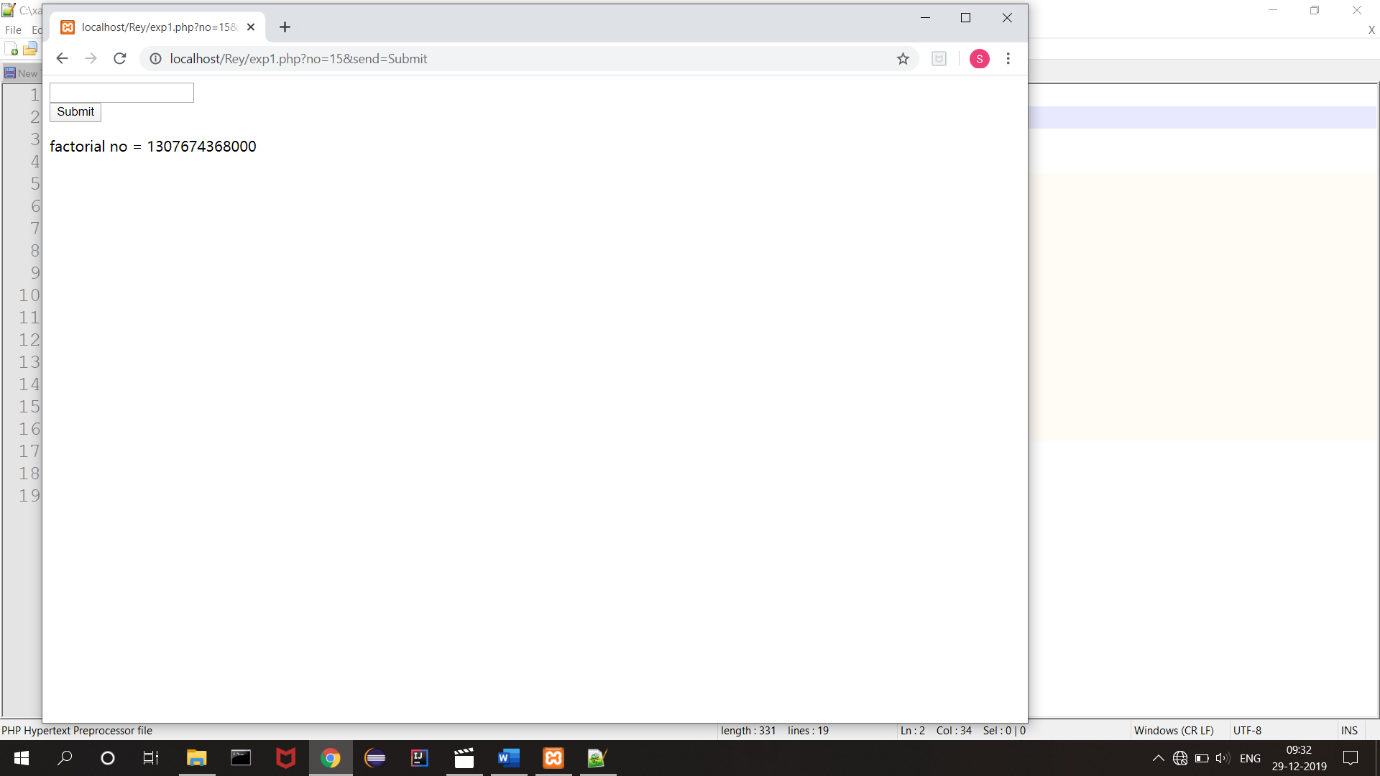 C:\xa
localhost/Rey/exp1.php?no=15&
File Ed
X
localhost/Rey/exp1.php?no=15&send=Submit
S
New
1
2
3
4
5
6
7
8
9
10
11
12
13
14
15
16
17
18
19
Submit
factorial no = 1307674368000
PHP Hypertext Preprocessor file
length : 331 lines : 19
Ln : 2 Col : 34 Sel : 0 | 0
Windows (CR LF)
UTF-8
INS
ENG
09:32
29-12-2019